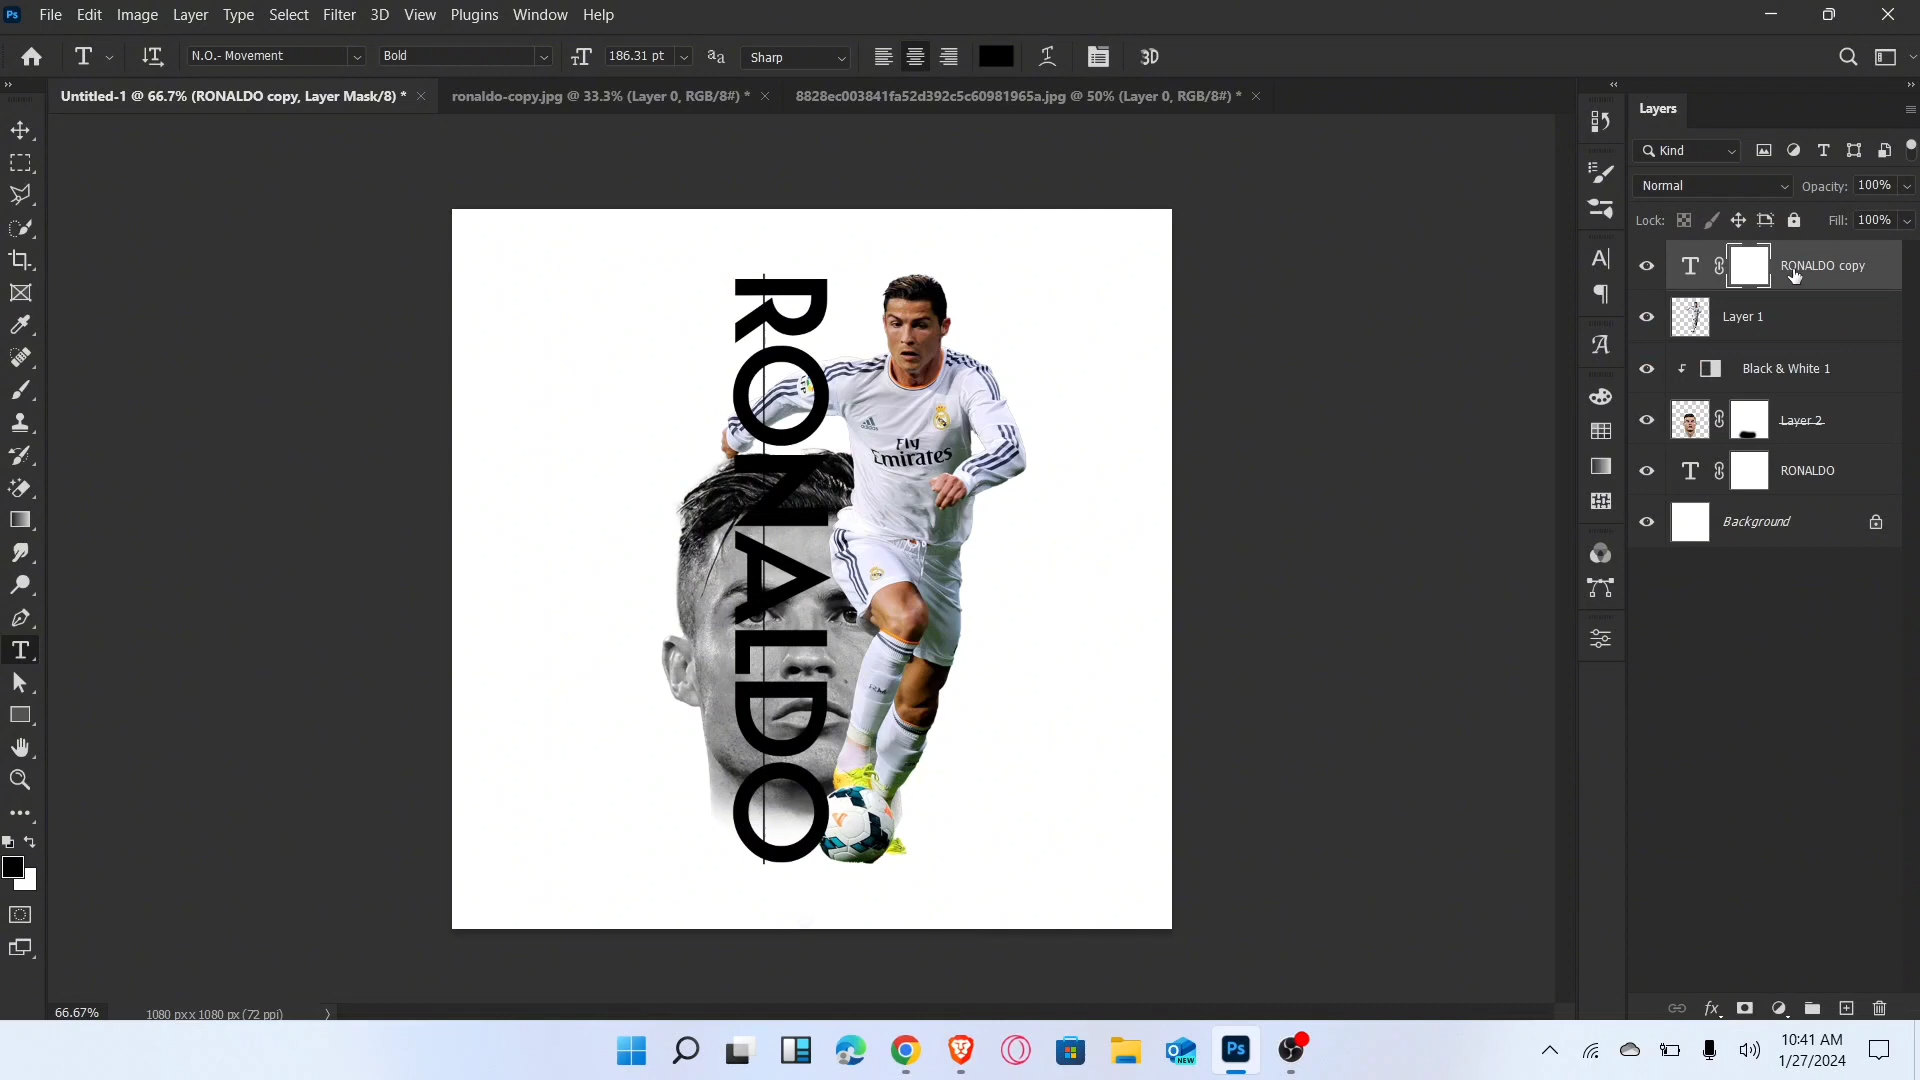 Ps File Edit Image Layer Type Select Filter 3D View Plugins Window Help
N.O.- Movement Bold 186.31 pt Sharp 3D
Untitled-1 @ 66.7% (RONALDO copy, Layer Mask/8) *
ronaldo-copy.jpg @ 33.3% (Layer 0, RGB/8#) *
8828ec003841fa52d392c5c60981965a.jpg @ 50% (Layer 0, RGB/8#) *
Layers
Kind
Normal Opacity: 100%
Lock: Fill: 100%
RONALDO copy
Layer 1
Black & White 1
Layer 2
RONALDO
Background
RONALDO
adidas
Fly
Emirates
66.67% 1080 px x 1080 px (72 ppi)
NEW
Ps
10:41 AM
1/27/2024